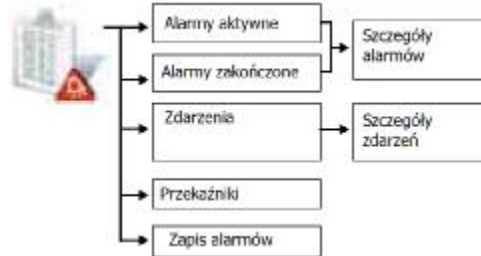 Alarmy aktywne
Alarmy zakończone
Szczegóły
alarmów
Zdarzenia
Szczegóły
zdarzeń
Przekaźniki
Zapis alarmów